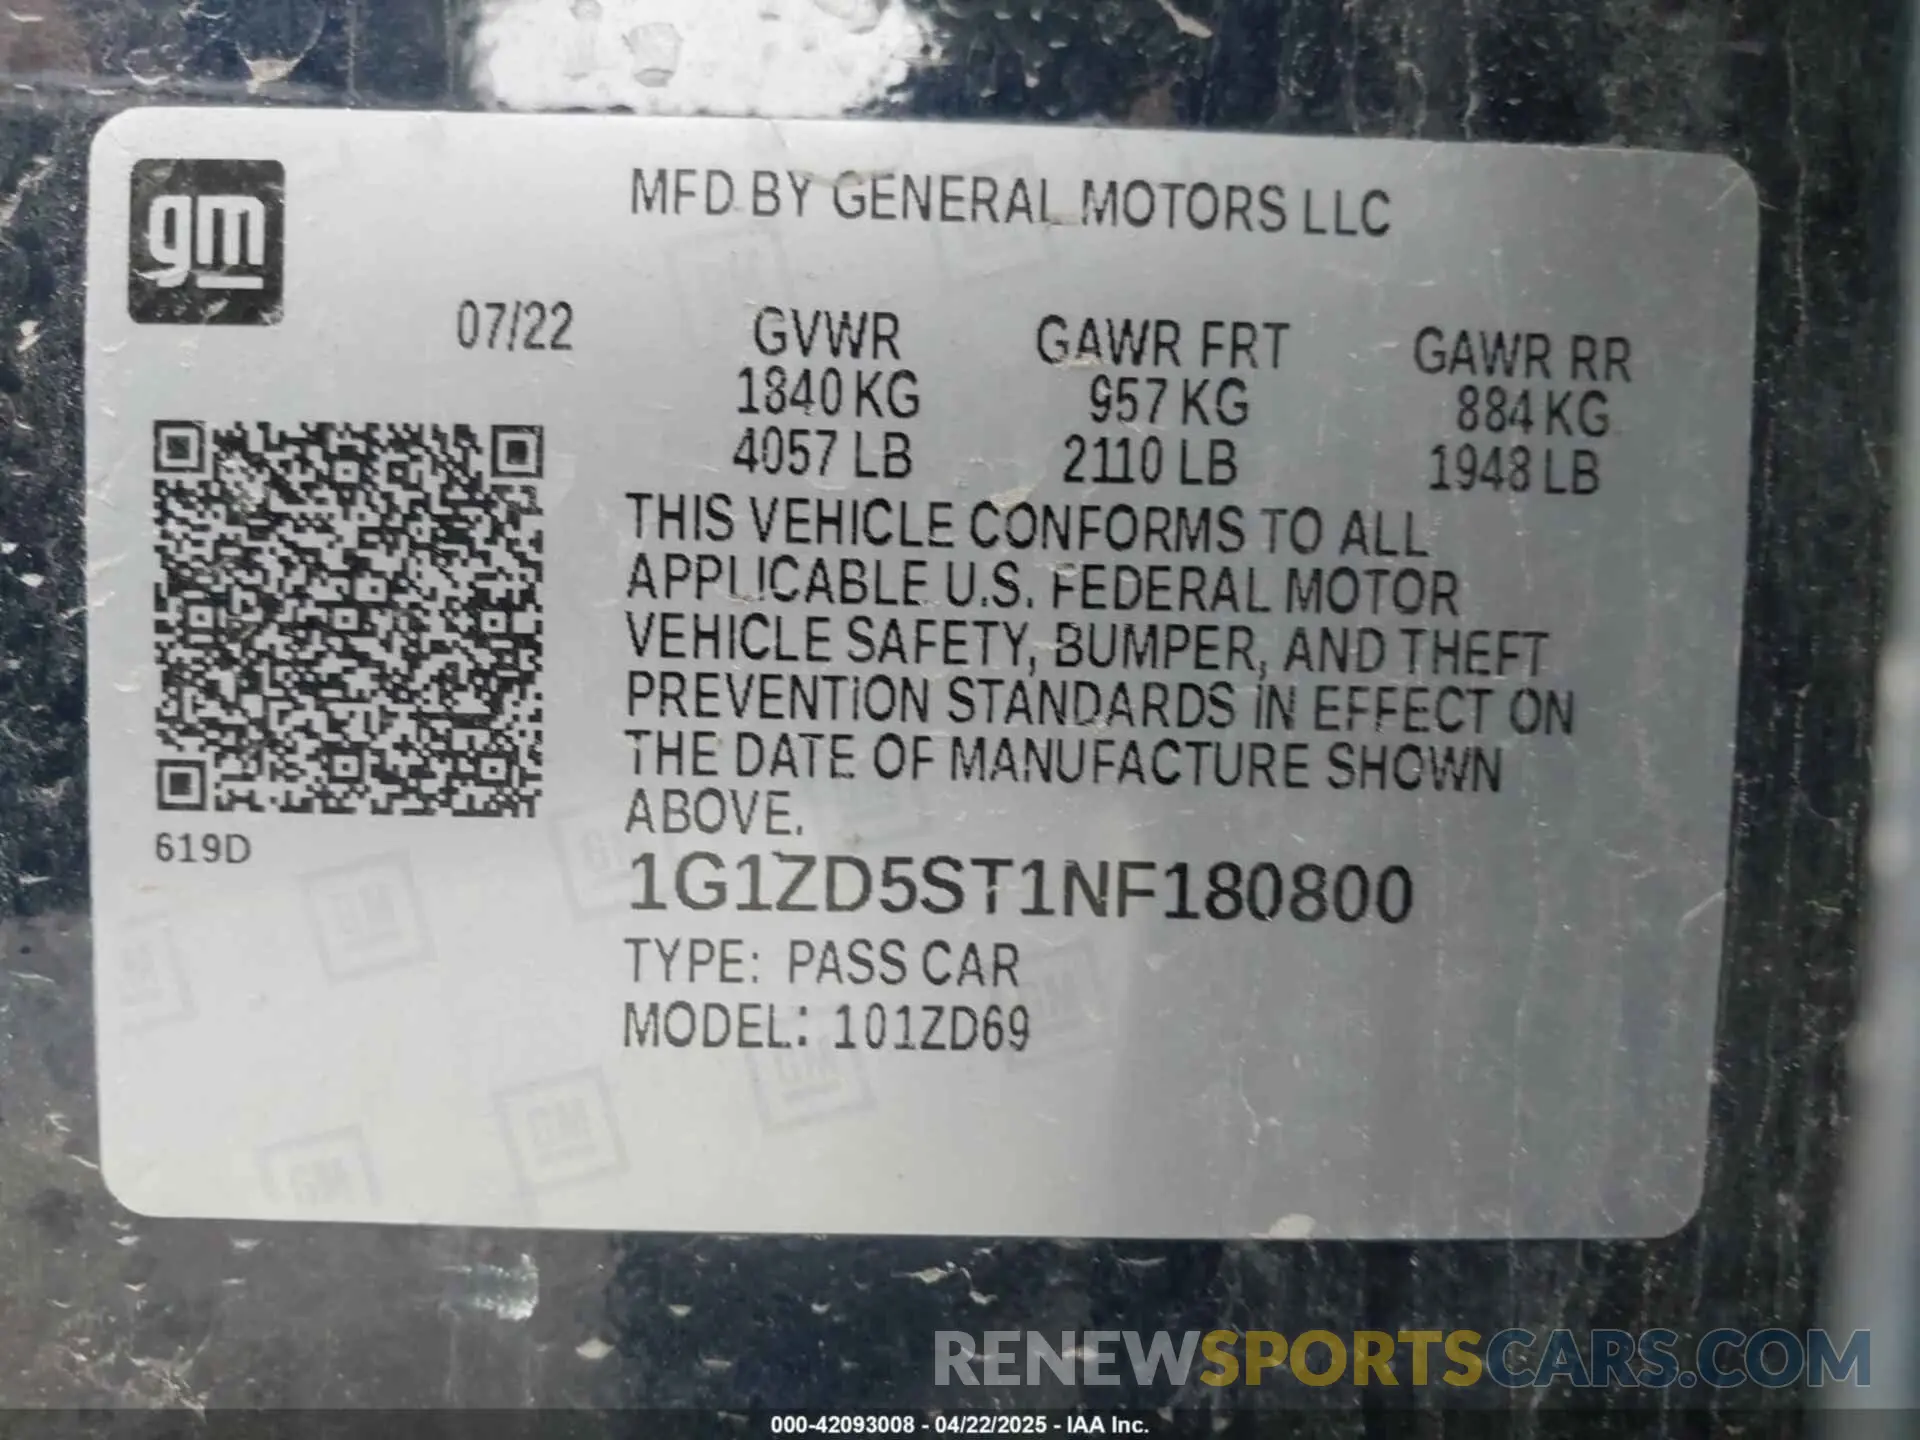 gm
MFD BY GENERAL MOTORS LLC
07/22 GVWR GAWR FRT GAWR RR
1840 KG 957 KG 884 KG
4057 LB 2110 LB 1948 LB
THIS VEHICLE CONFORMS TO ALL
APPLICABLE U.S. FEDERAL MOTOR
VEHICLE SAFETY, BUMPER, AND THEFT
PREVENTION STANDARDS IN EFFECT ON
THE DATE OF MANUFACTURE SHOWN
ABOVE.
619D
1G1ZD5ST1NF180800
TYPE: PASS CAR
MODEL: 101ZD69
RENEWSPORTSCARS.COM
000-42093008 - 04/22/2025 - IAA Inc.